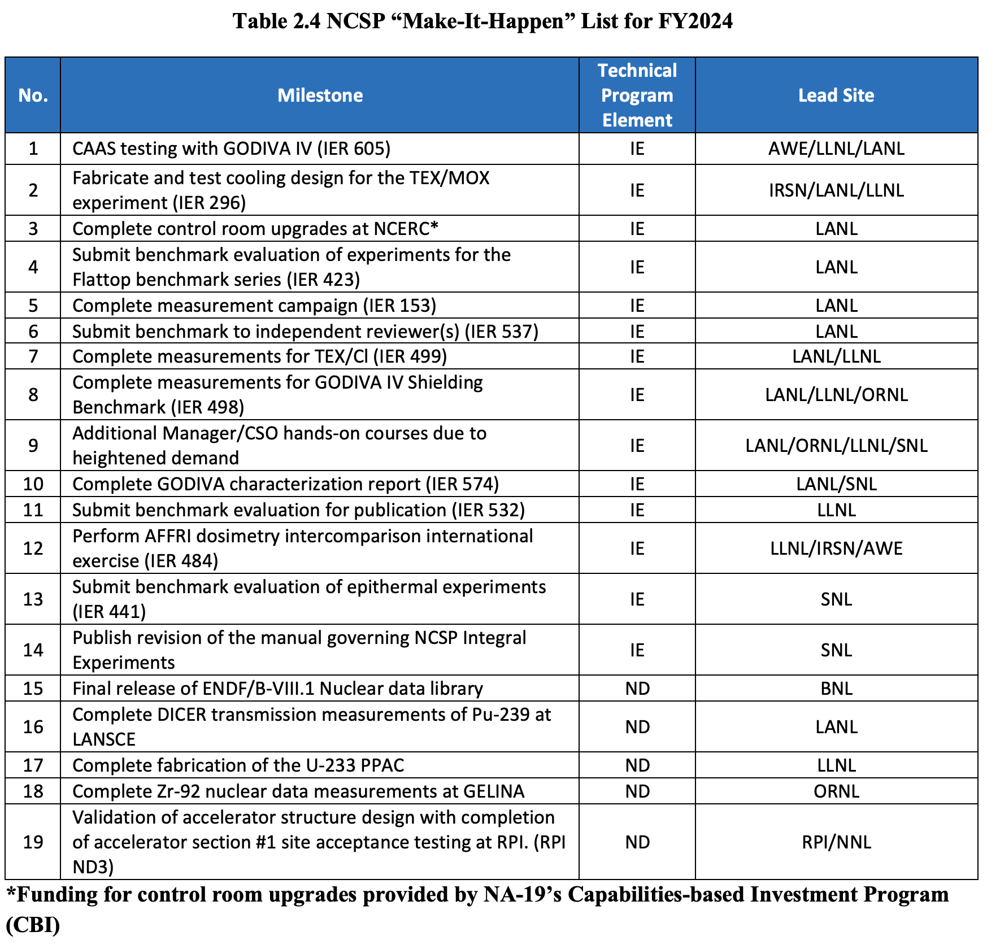 Table 2.4 NCSP “Make-It-Happen” List for FY2024
No. Milestone Technical Program Element Lead Site
1 CAAS testing with GODIVA IV (IER 605) IE AWE/LLNL/LANL
2 Fabricate and test cooling design for the TEX/MOX
experiment (IER 296) IE IRSN/LANL/LLNL
3 Complete control room upgrades at NCERC* IE LANL
4 Submit benchmark evaluation of experiments for the
Flattop benchmark series (IER 423) IE LANL
5 Complete measurement campaign (IER 153) IE LANL
6 Submit benchmark to independent reviewer(s) (IER 537) IE LANL
7 Complete measurements for TEX/Cl (IER 499) IE LANL/LLNL
8 Complete measurements for GODIVA IV Shielding
Benchmark (IER 498) IE LANL/LLNL/ORNL
9 Additional Manager/CSO hands-on courses due to
heightened demand IE LANL/ORNL/LLNL/SNL
10 Complete GODIVA characterization report (IER 574) IE LANL/SNL
11 Submit benchmark evaluation for publication (IER 532) IE LLNL
12 Perform AFFRI dosimetry intercomparison international
exercise (IER 484) IE LLNL/IRSN/AWE
13 Submit benchmark evaluation of epithermal experiments
(IER 441) IE SNL
14 Publish revision of the manual governing NCSP Integral
Experiments IE SNL
15 Final release of ENDF/B-VIII.1 Nuclear data library ND BNL
16 Complete DICER transmission measurements of Pu-239 at
LANSCE ND LANL
17 Complete fabrication of the U-233 PPAC ND LLNL
18 Complete Zr-92 nuclear data measurements at GELINA ND ORNL
19 Validation of accelerator structure design with completion
of accelerator section #1 site acceptance testing at RPI. (RPI
ND3) ND RPI/NNL
*Funding for control room upgrades provided by NA-19’s Capabilities-based Investment Program
(CBI)